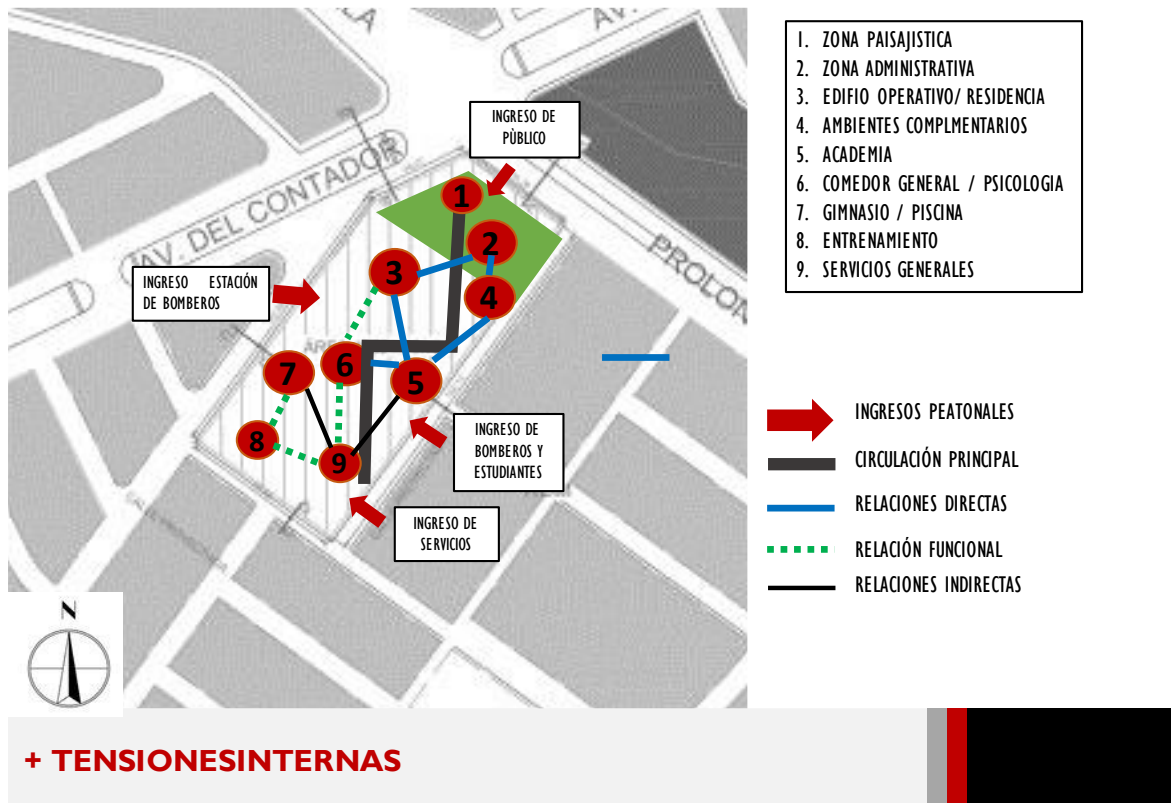 AV.
AV. DEL CONTADOR
PROLON
INGRESO DE
PÙBLICO
INGRESO ESTACIÓN
DE BOMBEROS
1
2
3
4
5
6
7
8
9
INGRESO DE
BOMBEROS Y
ESTUDIANTES
INGRESO DE
SERVICIOS
N
1. ZONA PAISAJISTICA
2. ZONA ADMINISTRATIVA
3. EDIFIO OPERATIVO/ RESIDENCIA
4. AMBIENTES COMPLMENTARIOS
5. ACADEMIA
6. COMEDOR GENERAL / PSICOLOGIA
7. GIMNASIO / PISCINA
8. ENTRENAMIENTO
9. SERVICIOS GENERALES
INGRESOS PEATONALES
CIRCULACIÓN PRINCIPAL
RELACIONES DIRECTAS
RELACIÓN FUNCIONAL
RELACIONES INDIRECTAS
+ TENSIONESINTERNAS